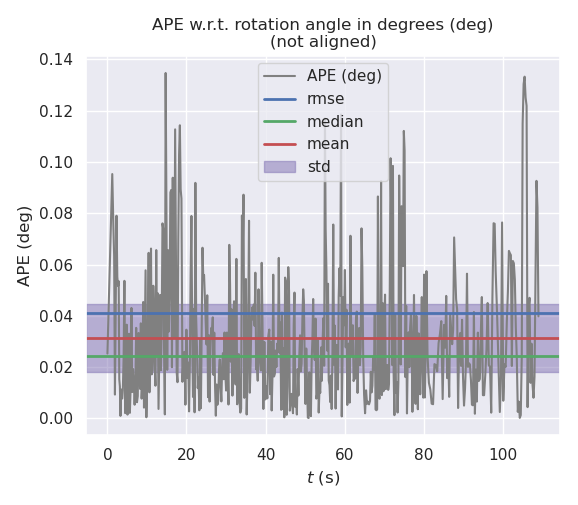 APE w.r.t. rotation angle in degrees (deg)
(not aligned)
0.14
0.12
0.10
0.08
0.06
0.04
0.02
0.00
APE (deg)
APE (deg)
rmse
median
mean
std
0 20 40 60 80 100
t (s)